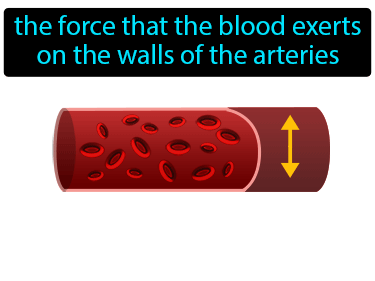 the force that the blood exerts
on the walls of the arteries